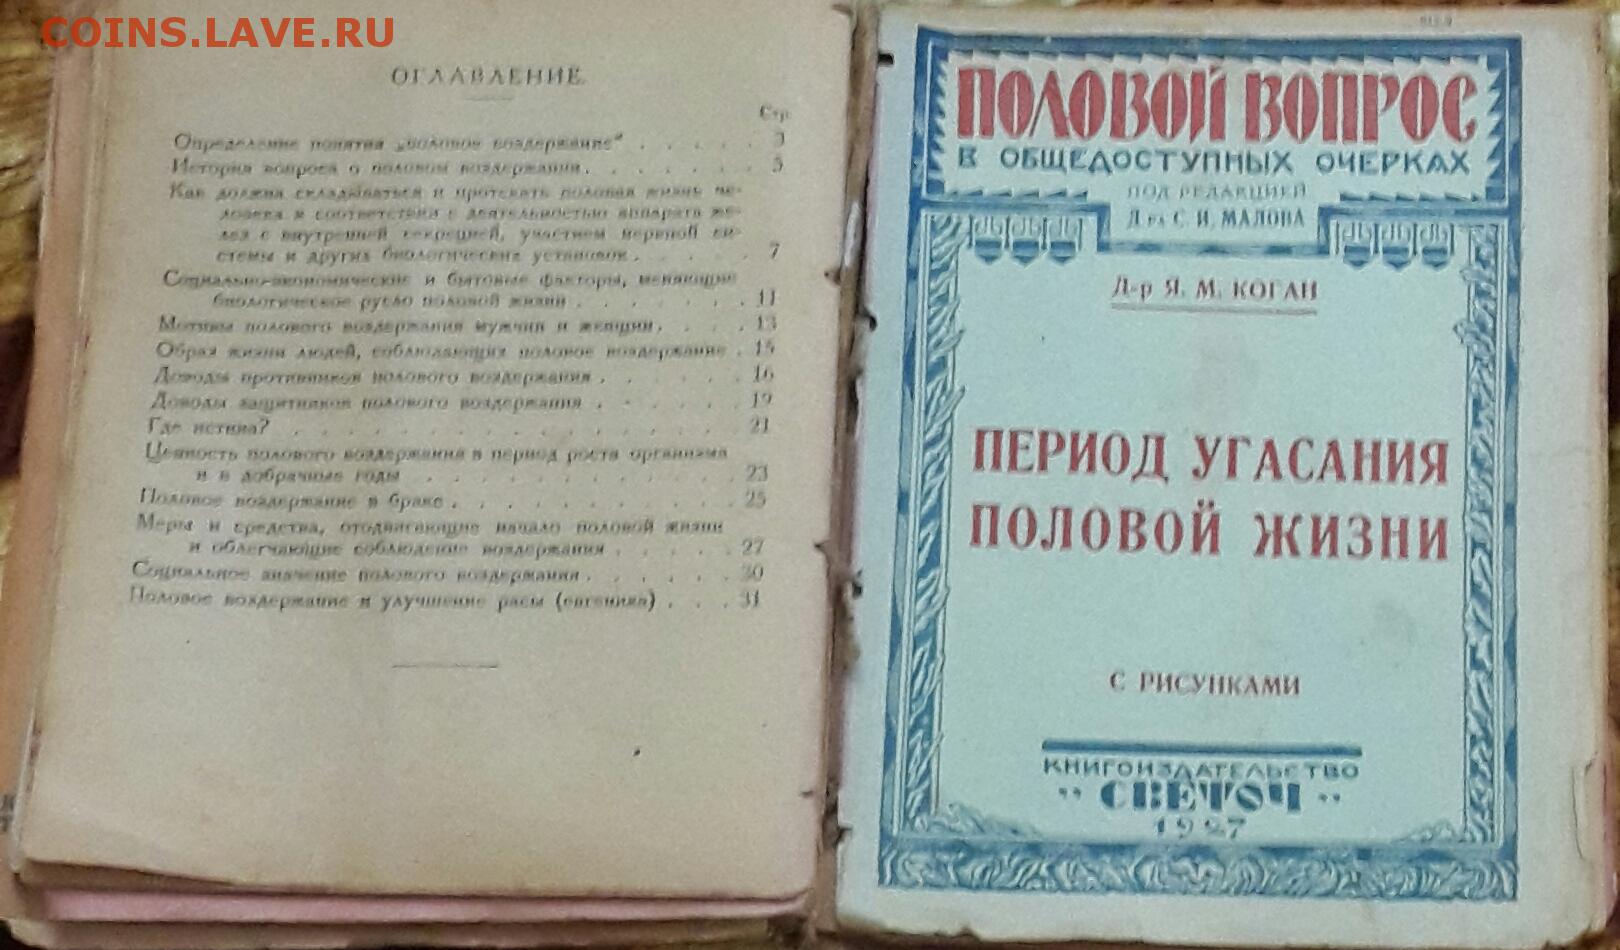 COINS.LAVE.RU
ОГЛАВЛЕНИЕ.
Стр.
Определение понятия „половое воздержание“ . . . . . 3
История вопроса о половом воздержании. . . . . . . 5
Как должна складываться и протекать половая жизнь че-
ловека в соответствии с деятельностью аппарата же-
лез с внутренней секрецией, участием нервной си-
стемы и других биологических установок. . . . . . 7
Социально-экономические и бытовые факторы, меняющие
биологическое русло половой жизни . . . . . . . 11
Мотивы полового воздержания мужчин и женщин. . . . 13
Образ жизни людей, соблюдающих половое воздержание . 15
Доводы противников полового воздержания . . . . . . 16
Доводы защитников полового воздержания . . . . . . 19
Где истина? . . . . . . . . . . . . . . . . 21
Ценность полового воздержания в период роста организма
и в добрачные годы . . . . . . . . . . . 23
Половое воздержание в браке. . . . . . . . . . . 25
Меры и средства, отодвигающие начало половой жизни
и облегчающие соблюдение воздержания . . . . . 27
Социальное значение полового воздержания. . . . . . 30
Половое воздержание и улучшение расы (евгеника) . . . 31
ПОЛОВОЙ ВОПРОС
В ОБЩЕДОСТУПНЫХ ОЧЕРКАХ
ПОД РЕДАКЦИЕЙ
Д-ра С. И. МАЛОВА
Д-р Я. М. КОГАН
ПЕРИОД УГАСАНИЯ
ПОЛОВОЙ ЖИЗНИ
С РИСУНКАМИ
КНИГОИЗДАТЕЛЬСТВО
„СВЕТОЧ“
1927